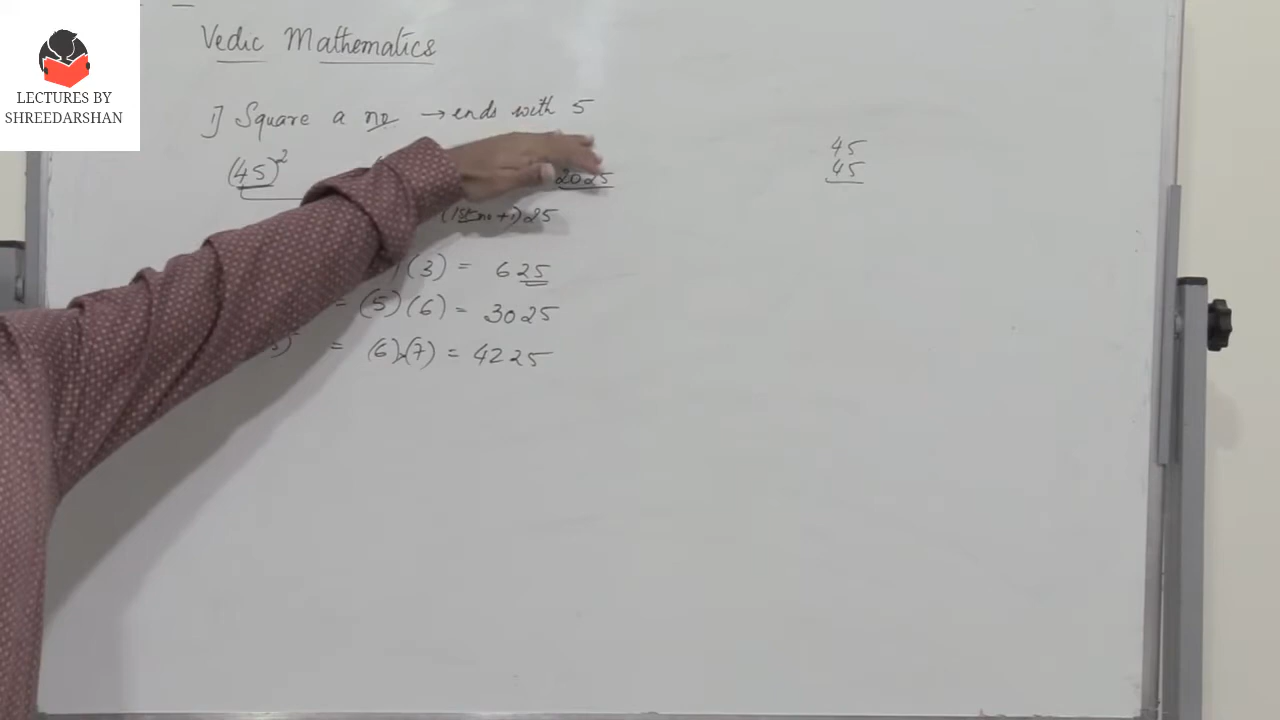 LECTURES BY
SHREEDARSHAN
Vedic Mathematics
1] Square a no → ends with 5
(45)² 2025
(1st no +1) 25
(3) = 625
= (5)(6) = 3025
= (6)(7) = 4225
45
45